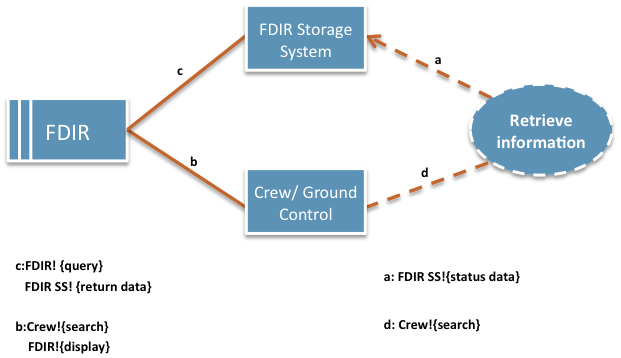 FDIR Storage
System
a
c
FDIR
Retrieve
information
b
d
Crew/ Ground
Control
c:FDIR! {query}
FDIR SS! {return data}
a: FDIR SS!{status data}
b:Crew!{search}
FDIR!{display}
d: Crew!{search}